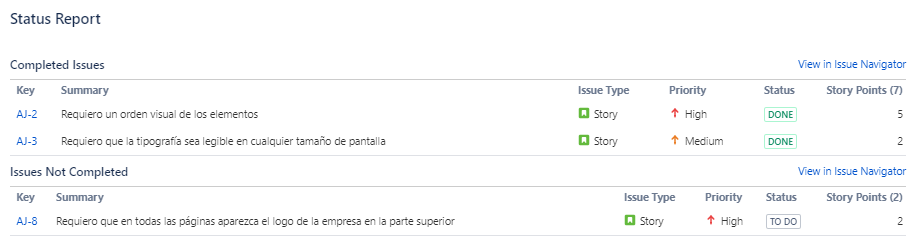 Status Report
Completed Issues View in Issue Navigator
Key Summary Issue Type Priority Status Story Points (7)
AJ-2 Requiero un orden visual de los elementos Story High DONE 5
AJ-3 Requiero que la tipografía sea legible en cualquier tamaño de pantalla Story Medium DONE 2
Issues Not Completed View in Issue Navigator
Key Summary Issue Type Priority Status Story Points (2)
AJ-8 Requiero que en todas las páginas aparezca el logo de la empresa en la parte superior Story High TO DO 2